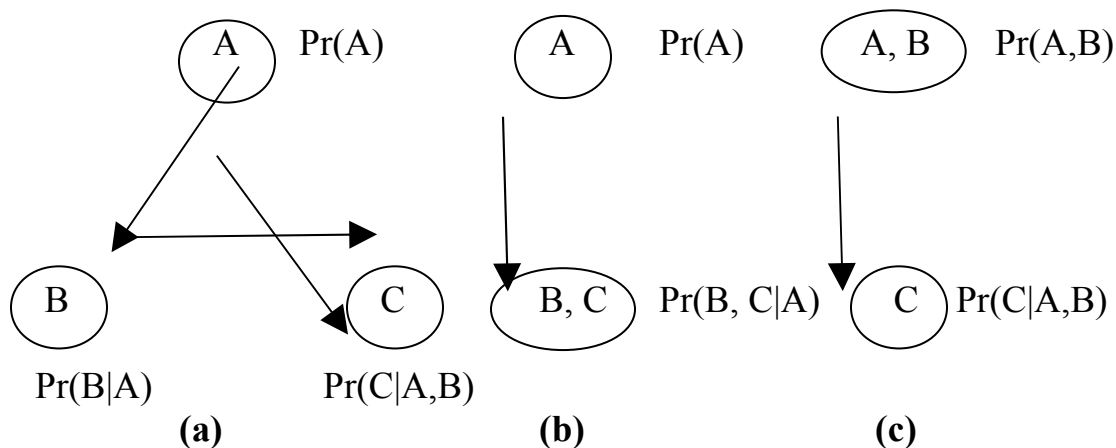 A Pr(A) A Pr(A) A, B Pr(A,B)
B C B, C Pr(B, C|A) C Pr(C|A,B)
Pr(B|A) Pr(C|A,B)
(a) (b) (c)